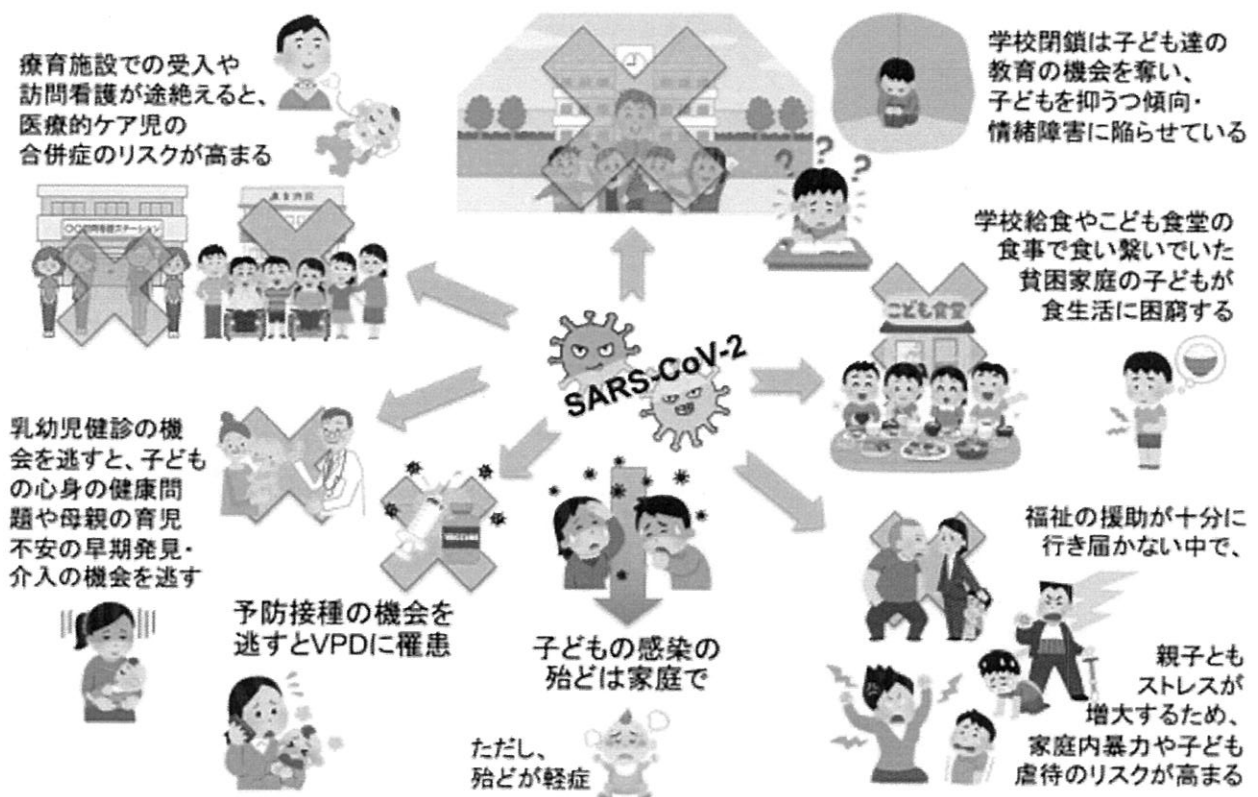 療育施設での受入や
訪問看護が途絶えると、
医療的ケア児の
合併症のリスクが高まる
〇〇訪問看護ステーション
学校閉鎖は子ども達の
教育の機会を奪い、
子どもを抑うつ傾向・
情緒障害に陥らせている
学校給食やこども食堂の
食事で食い繋いでいた
貧困家庭の子どもが
食生活に困窮する
こども食堂
SARS-CoV-2
乳幼児健診の機
会を逃すと、子ども
の心身の健康問
題や母親の育児
不安の早期発見・
介入の機会を逃す
VACCINE
予防接種の機会を
逃すとVPDに罹患
子どもの感染の
殆どは家庭で
ただし、
殆どが軽症
福祉の援助が十分に
行き届かない中で、
親子とも
ストレスが
増大するため、
家庭内暴力や子ども
虐待のリスクが高まる